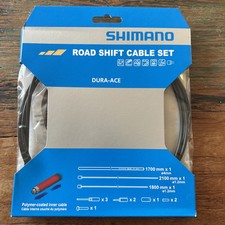 SHIMANO
ROAD SHIFT CABLE SET
DURA-ACE
1700 mm x 1
2100 mm x 1
1800 mm x 1
x 3
x 2
x 1
x 2
x 1
Polymer-coated inner cable